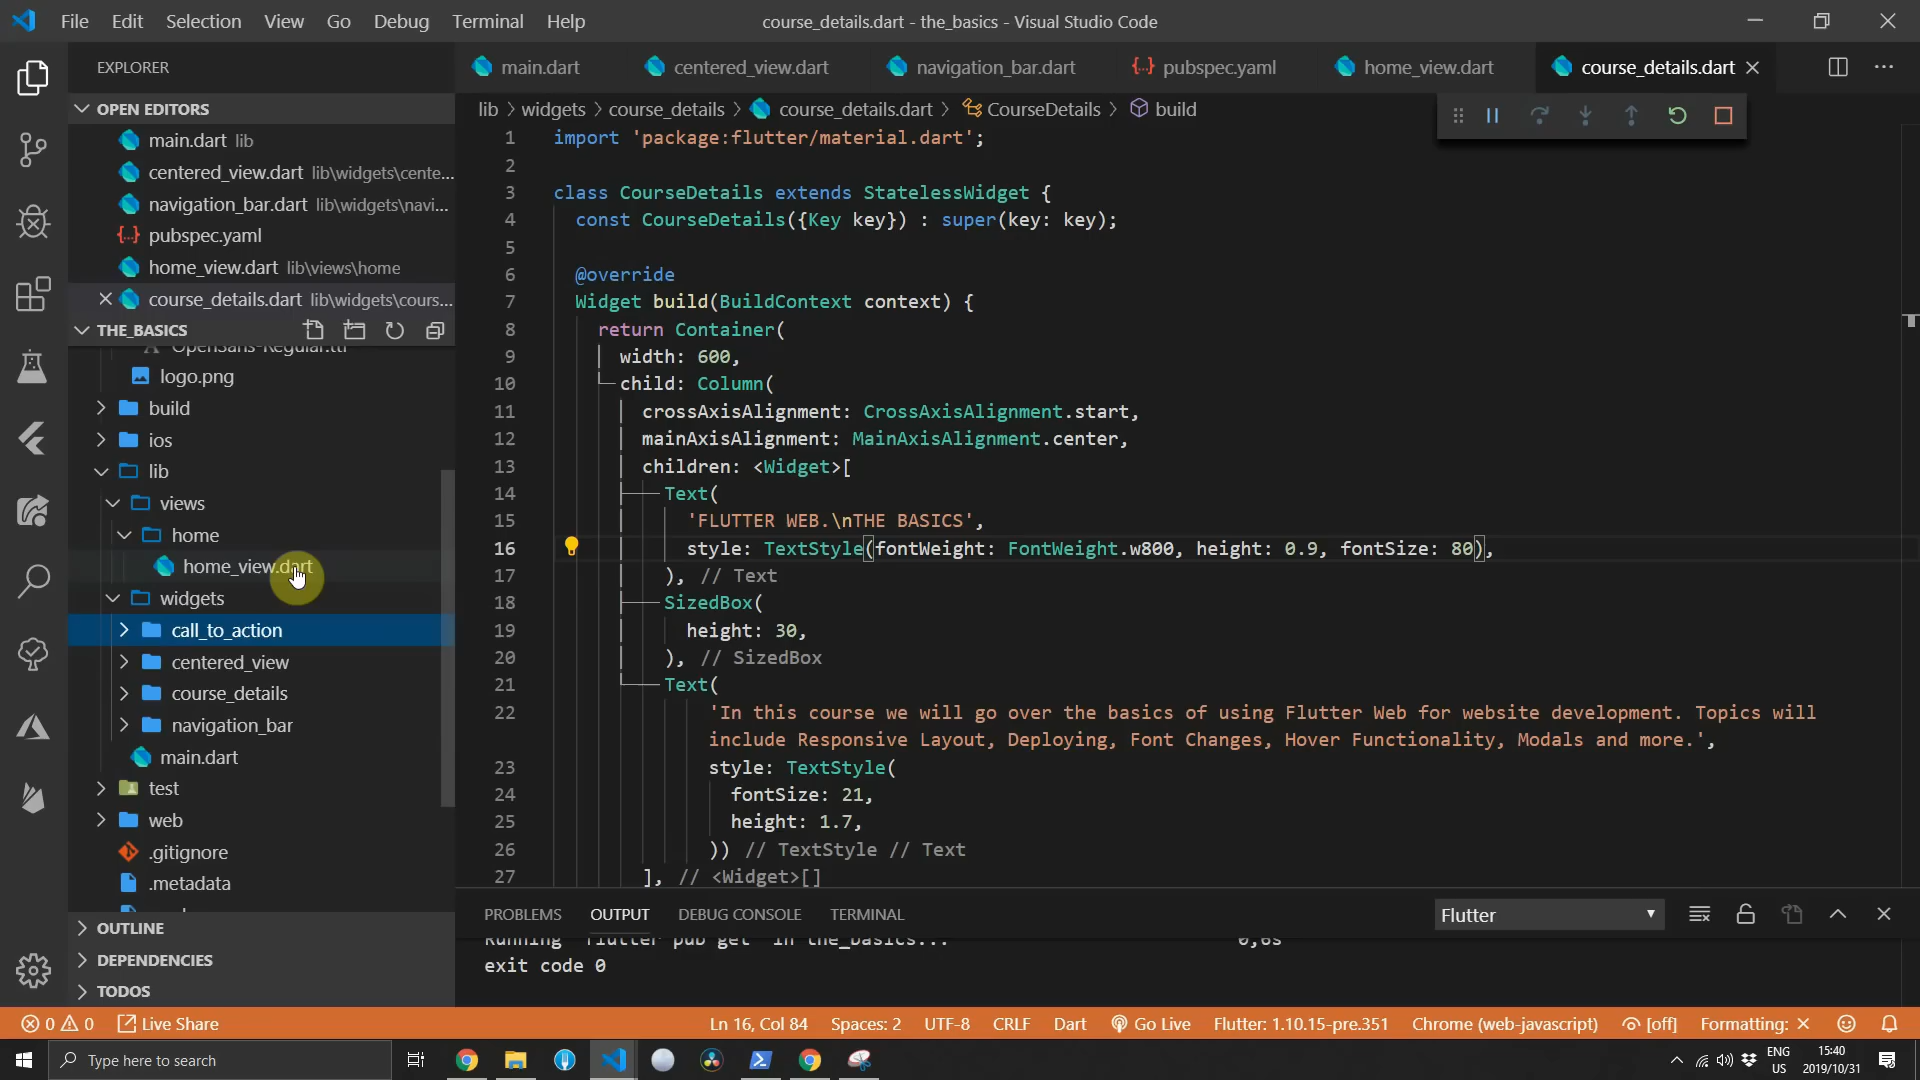 File Edit Selection View Go Debug Terminal Help
course_details.dart - the_basics - Visual Studio Code
EXPLORER
OPEN EDITORS
main.dart lib
centered_view.dart lib\widgets\cente...
navigation_bar.dart lib\widgets\navi...
pubspec.yaml
home_view.dart lib\views\home
course_details.dart lib\widgets\cours...
THE_BASICS
OpenSans-Regular.ttf
logo.png
build
ios
lib
views
home
home_view.dart
widgets
call_to_action
centered_view
course_details
navigation_bar
main.dart
test
web
.gitignore
.metadata
OUTLINE
DEPENDENCIES
TODOS
main.dart centered_view.dart navigation_bar.dart pubspec.yaml home_view.dart course_details.dart
lib > widgets > course_details > course_details.dart > CourseDetails > build
1 import 'package:flutter/material.dart';
2
3 class CourseDetails extends StatelessWidget {
4 const CourseDetails({Key key}) : super(key: key);
5
6 @override
7 Widget build(BuildContext context) {
8 return Container(
9 width: 600,
10 child: Column(
11 crossAxisAlignment: CrossAxisAlignment.start,
12 mainAxisAlignment: MainAxisAlignment.center,
13 children: <Widget>[
14 Text(
15 'FLUTTER WEB.\nTHE BASICS',
16 style: TextStyle(fontWeight: FontWeight.w800, height: 0.9, fontSize: 80),
17 ), // Text
18 SizedBox(
19 height: 30,
20 ), // SizedBox
21 Text(
22 'In this course we will go over the basics of using Flutter Web for website development. Topics will
include Responsive Layout, Deploying, Font Changes, Hover Functionality, Modals and more.',
23 style: TextStyle(
24 fontSize: 21,
25 height: 1.7,
26 )) // TextStyle // Text
27 ], // <Widget>[]
PROBLEMS OUTPUT DEBUG CONSOLE TERMINAL
Flutter
Running "flutter pub get" in the_basics... 0,6s
exit code 0
0 0 Live Share
Ln 16, Col 84 Spaces: 2 UTF-8 CRLF Dart Go Live Flutter: 1.10.15-pre.351 Chrome (web-javascript) [off] Formatting: ×
Type here to search
ENG
US
15:40
2019/10/31